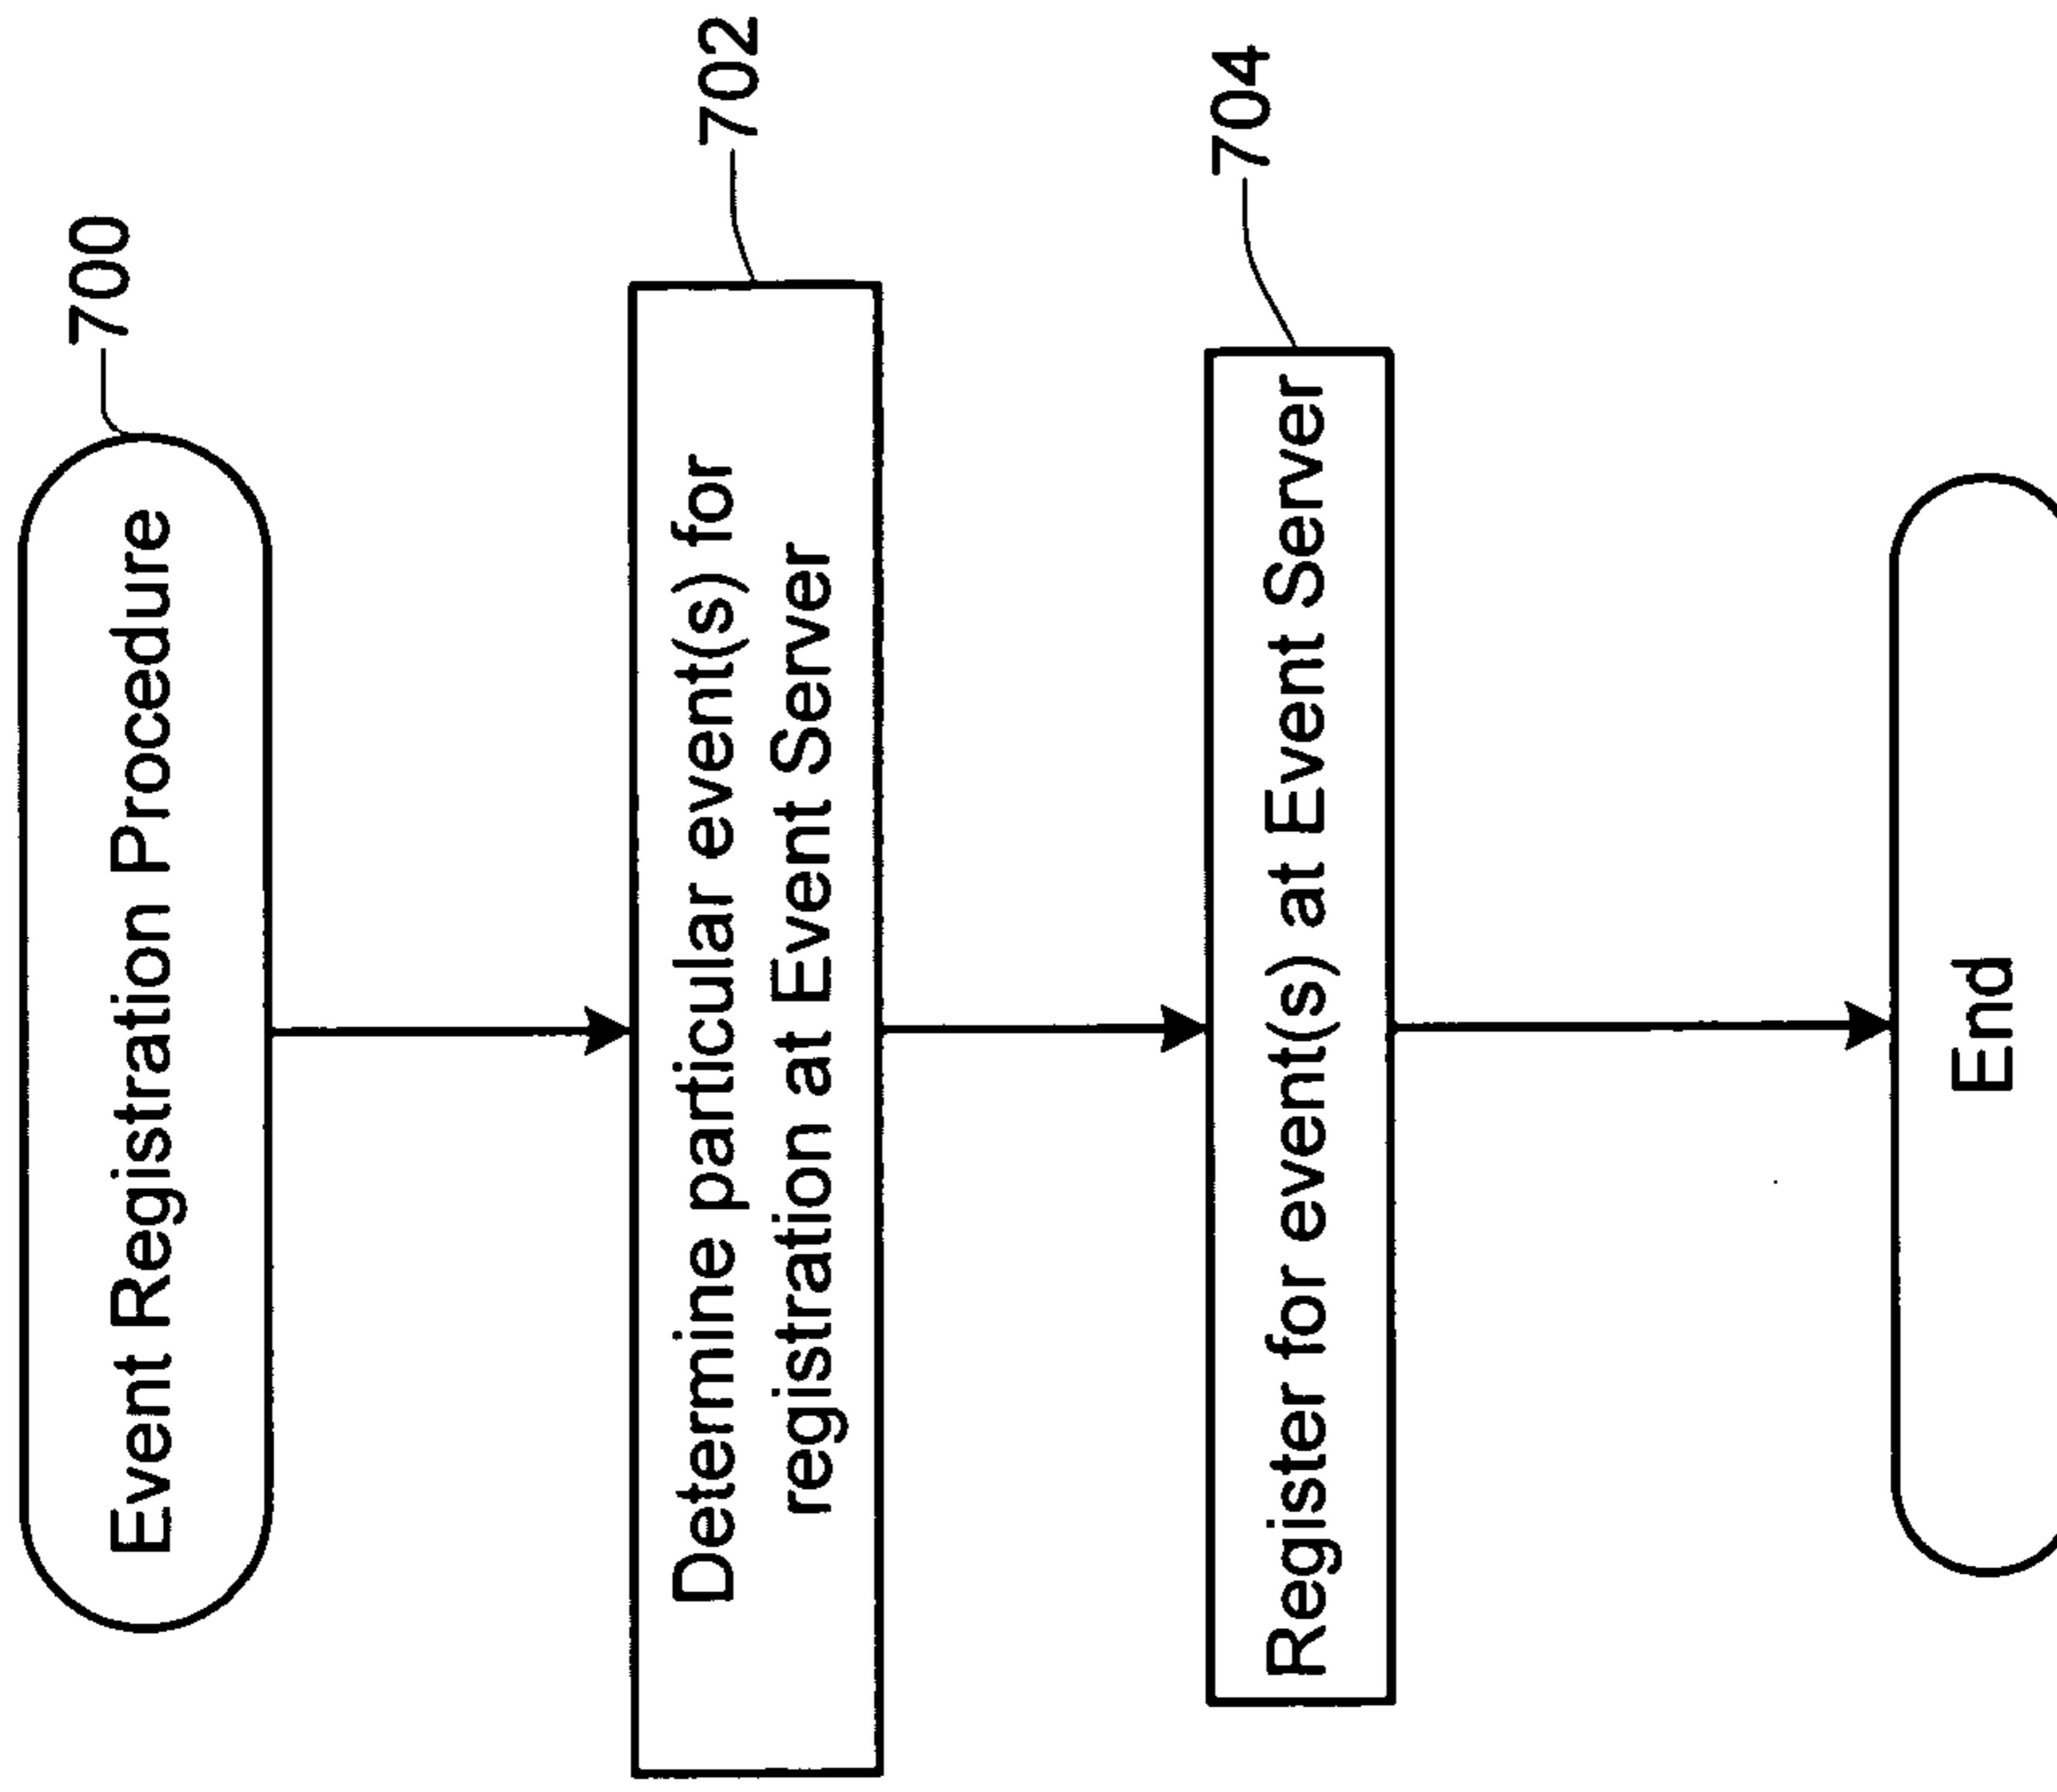 Event Registration Procedure
700
Determine particular event(s) for
registration at Event Server
702
Register for event(s) at Event Server
704
End